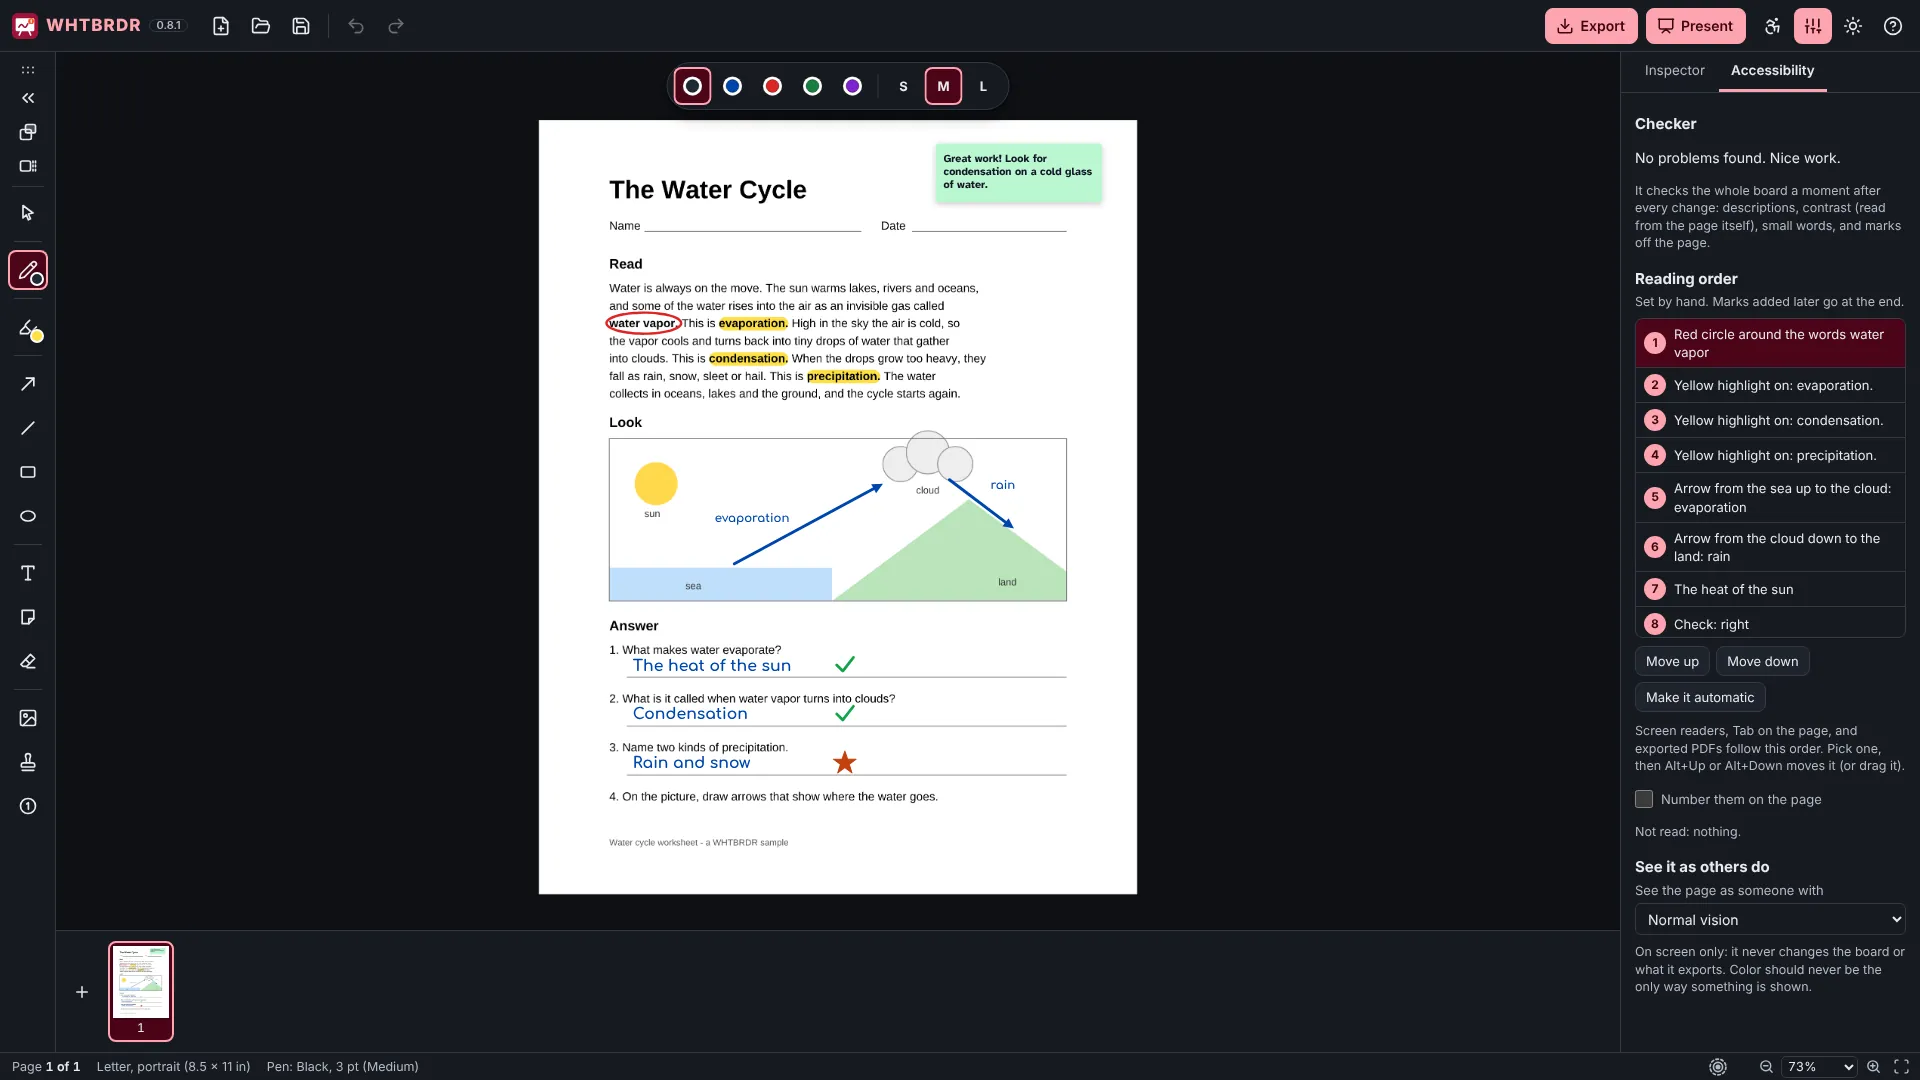 WHTBRDR 0.8.1
Export
Present
S M L
Inspector
Accessibility
The Water Cycle
Great work! Look for
condensation on a cold glass
of water.
Name
Date
Read
Water is always on the move. The sun warms lakes, rivers and oceans,
and some of the water rises into the air as an invisible gas called
water vapor. This is evaporation. High in the sky the air is cold, so
the vapor cools and turns back into tiny drops of water that gather
into clouds. This is condensation. When the drops grow too heavy, they
fall as rain, snow, sleet or hail. This is precipitation. The water
collects in oceans, lakes and the ground, and the cycle starts again.
Look
sun
evaporation
cloud
rain
sea
land
Answer
1. What makes water evaporate?
The heat of the sun
2. What is it called when water vapor turns into clouds?
Condensation
3. Name two kinds of precipitation.
Rain and snow
4. On the picture, draw arrows that show where the water goes.
Water cycle worksheet - a WHTBRDR sample
Checker
No problems found. Nice work.
It checks the whole board a moment after
every change: descriptions, contrast (read
from the page itself), small words, and marks
off the page.
Reading order
Set by hand. Marks added later go at the end.
1 Red circle around the words water
vapor
2 Yellow highlight on: evaporation.
3 Yellow highlight on: condensation.
4 Yellow highlight on: precipitation.
5 Arrow from the sea up to the cloud:
evaporation
6 Arrow from the cloud down to the
land: rain
7 The heat of the sun
8 Check: right
Move up
Move down
Make it automatic
Screen readers, Tab on the page, and
exported PDFs follow this order. Pick one,
then Alt+Up or Alt+Down moves it (or drag it).
Number them on the page
Not read: nothing.
See it as others do
See the page as someone with
Normal vision
On screen only: it never changes the board or
what it exports. Color should never be the
only way something is shown.
1
Page 1 of 1
Letter, portrait (8.5 × 11 in)
Pen: Black, 3 pt (Medium)
73%